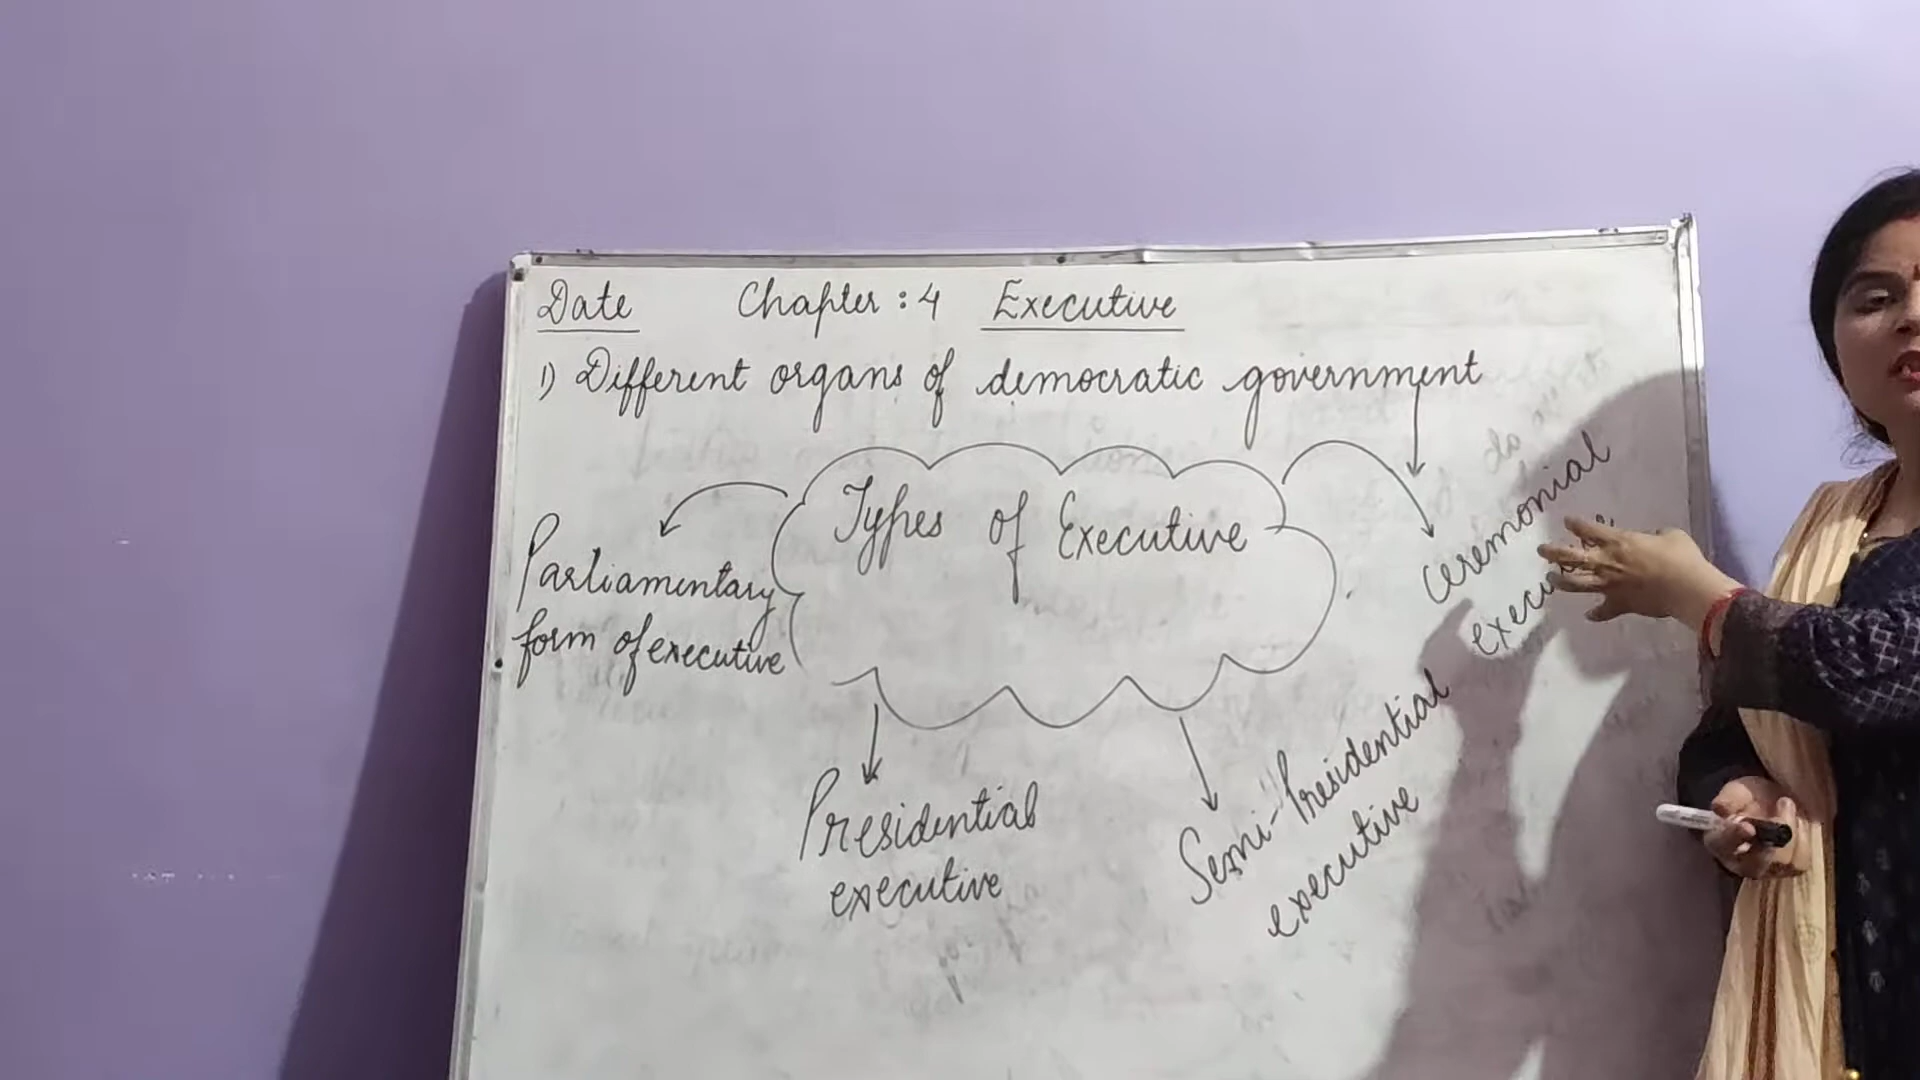 Date Chapter : 4 Executive
1) Different organs of democratic government
Types of Executive
Parliamentary
form of executive
Presidential
executive
Semi-Presidential
executive
Ceremonial
executive